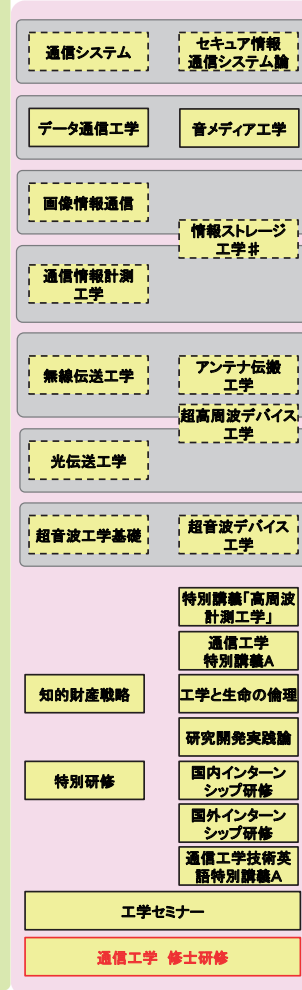 通信システム
セキュア情報
通信システム論
データ通信工学
音メディア工学
画像情報通信
情報ストレージ
工学♯
通信情報計測
工学
無線伝送工学
アンテナ伝搬
工学
超高周波デバイス
工学
光伝送工学
超音波工学基礎
超音波デバイス
工学
特別講義｢高周波
計測工学｣
通信工学
特別講義A
知的財産戦略
工学と生命の倫理
研究開発実践論
特別研修
国内インターン
シップ研修
国外インターン
シップ研修
通信工学技術英
語特別講義A
工学セミナー
通信工学 修士研修